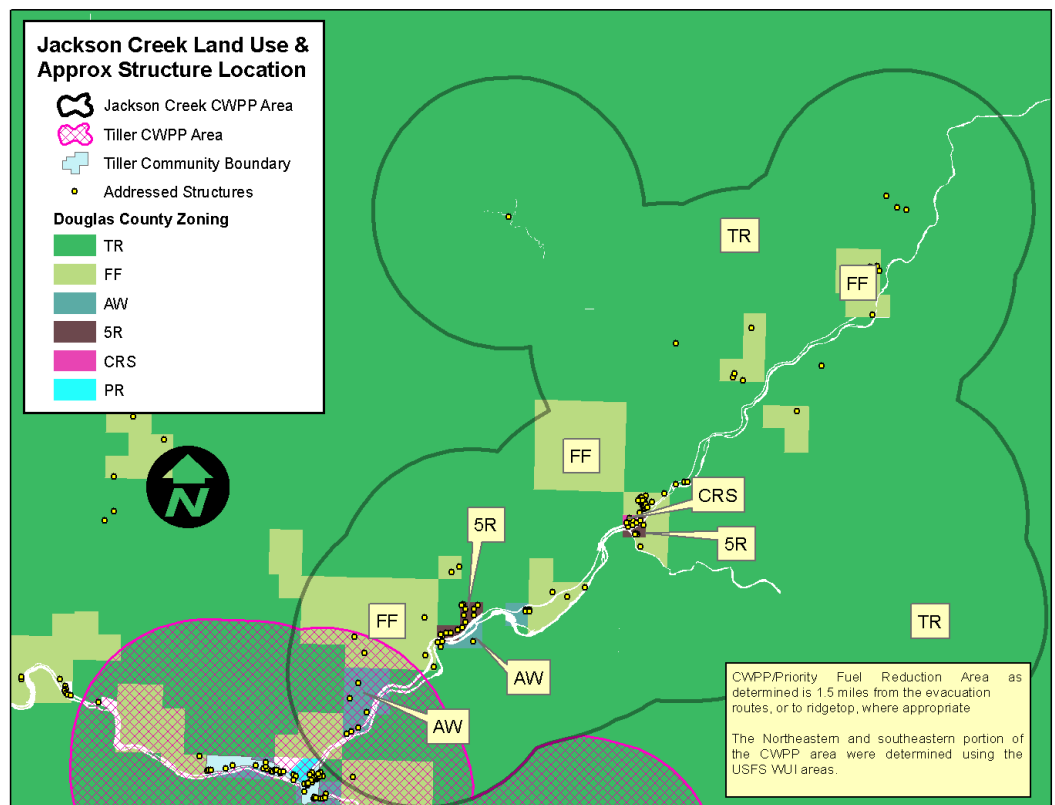 Jackson Creek Land Use &
Approx Structure Location
Jackson Creek CWPP Area
Tiller CWPP Area
Tiller Community Boundary
Addressed Structures
Douglas County Zoning
TR
FF
AW
5R
CRS
PR
N
TR
FF
FF
CRS
5R
5R
FF
TR
AW
AW
CWPP/Priority Fuel Reduction Area as
determined is 1.5 miles from the evacuation
routes, or to ridgetop, where appropriate
The Northeastern and southeastern portion of
the CWPP area were determined using the
USFS WUI areas.